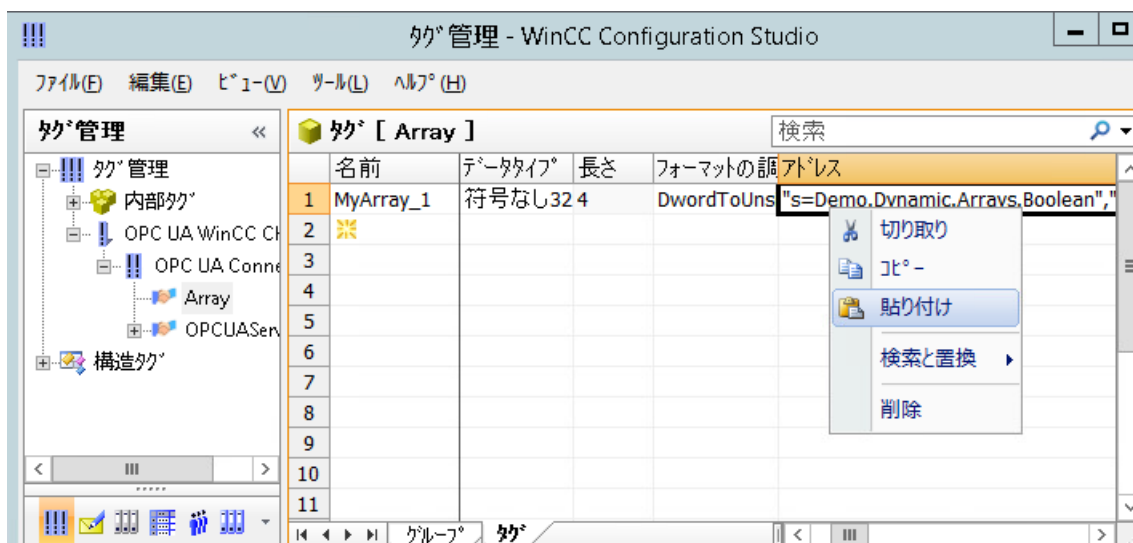 ﾀｸﾞ管理 - WinCC Configuration Studio
ﾌｧｲﾙ(F) 編集(E) ﾋﾞｭｰ(V) ﾂｰﾙ(L) ﾍﾙﾌﾟ(H)
ﾀｸﾞ管理 «
ﾀｸﾞ [ Array ] 検索
ﾀｸﾞ管理
内部ﾀｸﾞ
OPC UA WinCC Ch
OPC UA Conne
Array
OPCUASer
構造ﾀｸﾞ
名前 ﾃﾞｰﾀﾀｲﾌﾟ 長さ ﾌｫｰﾏｯﾄの調 ｱﾄﾞﾚｽ
1 MyArray_1 符号なし32 4 DwordToUns "s=Demo.Dynamic.Arrays.Boolean","
2
3
4
5
6
7
8
9
10
11
切り取り
ｺﾋﾟｰ
貼り付け
検索と置換
削除
ｸﾞﾙｰﾌﾟ ﾀｸﾞ